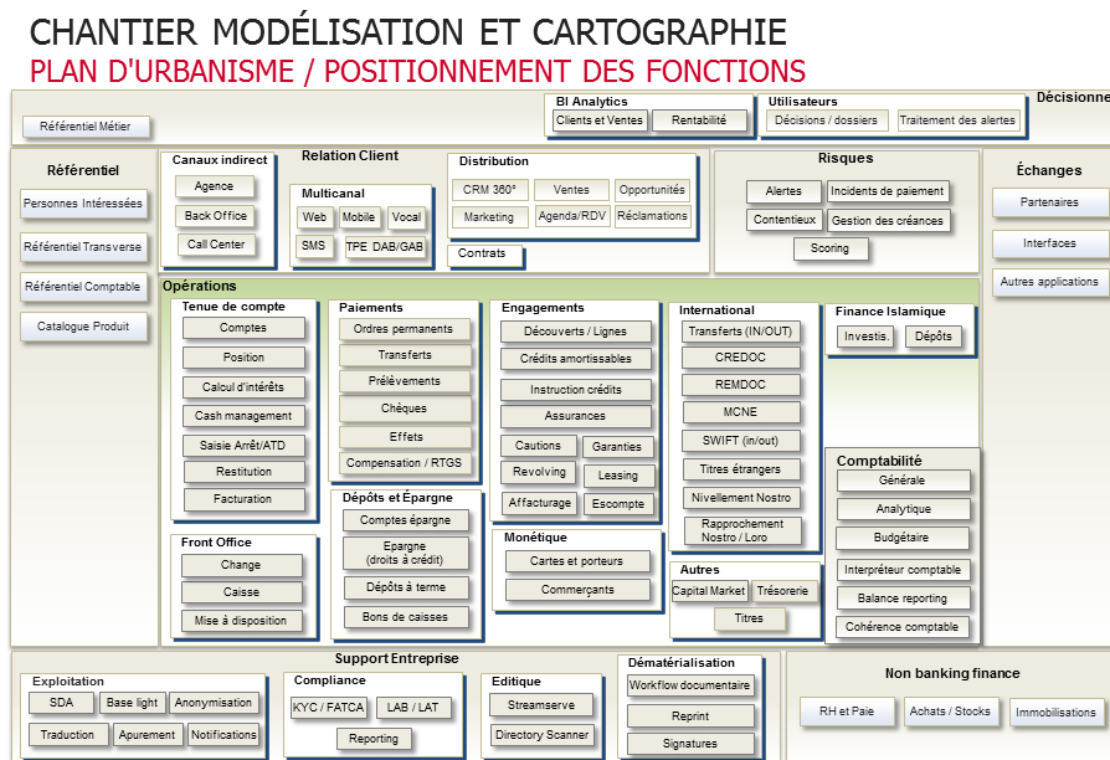 CHANTIER MODÉLISATION ET CARTOGRAPHIE
PLAN D'URBANISME / POSITIONNEMENT DES FONCTIONS
Décisionne
Référentiel Métier
BI Analytics
Clients et Ventes
Rentabilité
Utilisateurs
Décisions / dossiers
Traitement des alertes
Référentiel
Personnes Intéressées
Référentiel Transverse
Référentiel Comptable
Catalogue Produit
Relation Client
Canaux indirect
Agence
Back Office
Call Center
Multicanal
Web
Mobile
Vocal
SMS
TPE DAB/GAB
Distribution
CRM 360°
Ventes
Opportunités
Marketing
Agenda/RDV
Réclamations
Contrats
Risques
Alertes
Incidents de paiement
Contentieux
Gestion des créances
Scoring
Échanges
Partenaires
Interfaces
Autres applications
Opérations
Tenue de compte
Comptes
Position
Calcul d'intérêts
Cash management
Saisie Arrêt/ATD
Restitution
Facturation
Front Office
Change
Caisse
Mise à disposition
Paiements
Ordres permanents
Transferts
Prélèvements
Chèques
Effets
Compensation / RTGS
Dépôts et Épargne
Comptes épargne
Epargne
(droits à crédit)
Dépôts à terme
Bons de caisses
Engagements
Découverts / Lignes
Crédits amortissables
Instruction crédits
Assurances
Cautions
Garanties
Revolving
Leasing
Affacturage
Escompte
Monétique
Cartes et porteurs
Commerçants
International
Transferts (IN/OUT)
CREDOC
REMDOC
MCNE
SWIFT (in/out)
Titres étrangers
Nivellement Nostro
Rapprochement
Nostro / Loro
Autres
Capital Market
Trésorerie
Titres
Finance Islamique
Investis.
Dépôts
Comptabilité
Générale
Analytique
Budgétaire
Interpréteur comptable
Balance reporting
Cohérence comptable
Support Entreprise
Exploitation
SDA
Base light
Anonymisation
Traduction
Apurement
Notifications
Compliance
KYC / FATCA
LAB / LAT
Reporting
Editique
Streamserve
Directory Scanner
Dématérialisation
Workflow documentaire
Reprint
Signatures
Non banking finance
RH et Paie
Achats / Stocks
Immobilisations